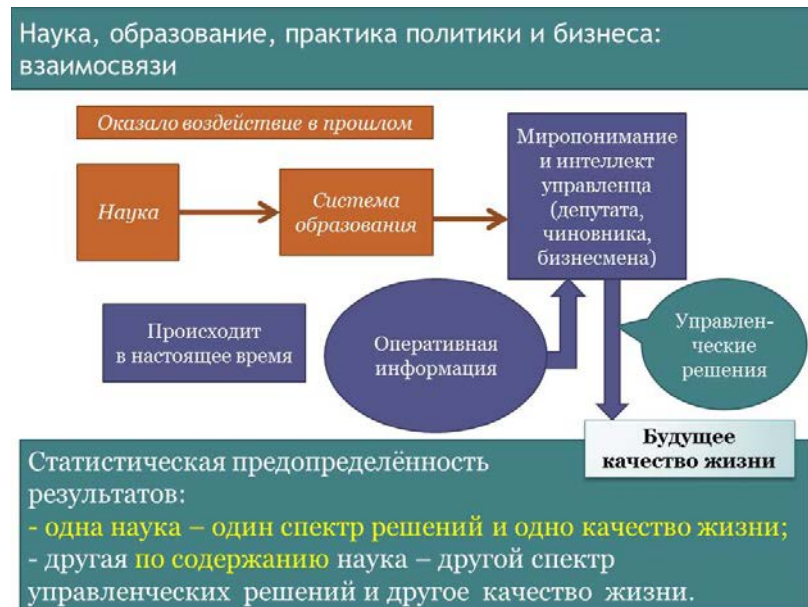 Наука, образование, практика политики и бизнеса:
взаимосвязи
Оказало воздействие в прошлом
Наука
Система
образования
Миропонимание
и интеллект
управленца
(депутата,
чиновника,
бизнесмена)
Происходит
в настоящее время
Оперативная
информация
Управлен-
ческие
решения
Будущее
качество жизни
Статистическая предопределённость
результатов:
- одна наука – один спектр решений и одно качество жизни;
- другая по содержанию наука – другой спектр
управленческих решений и другое качество жизни.